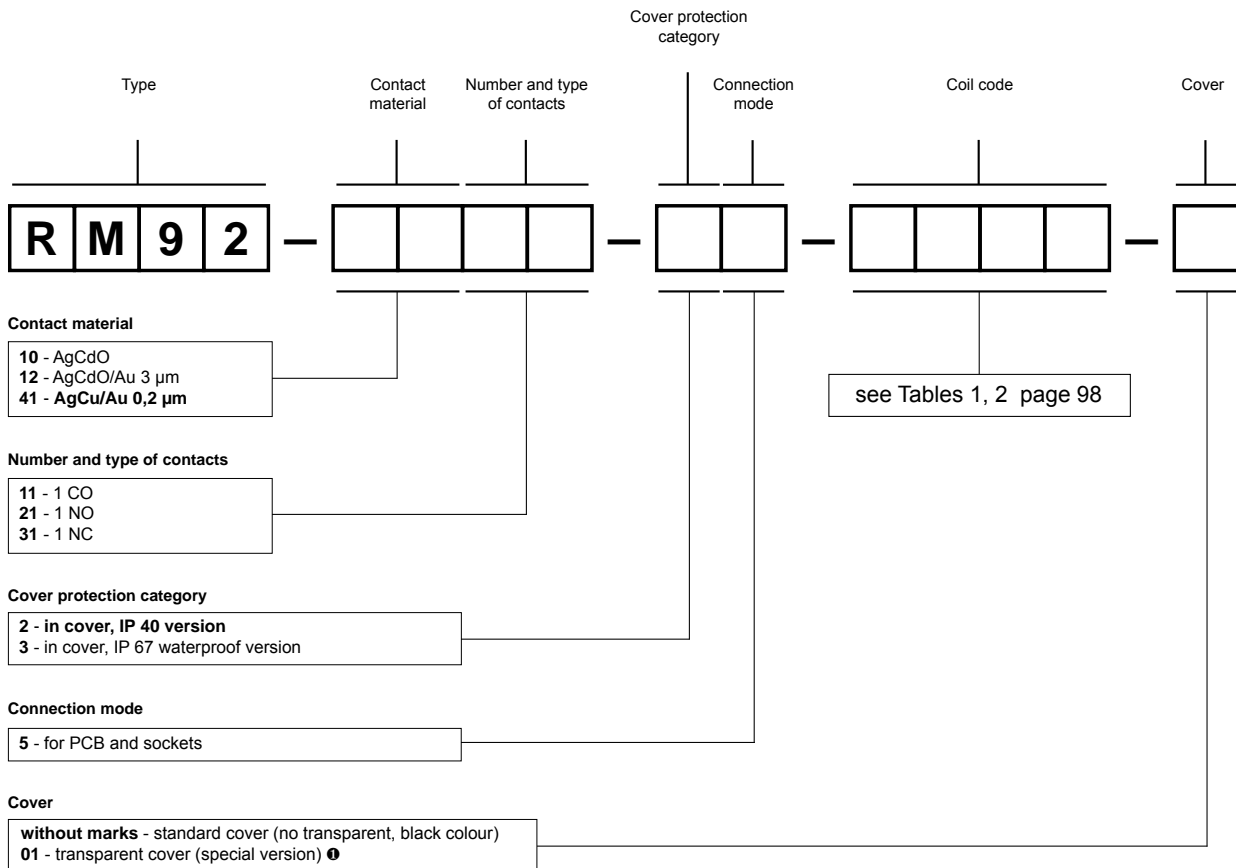 Cover protection
category
Type
Contact
material
Number and type
of contacts
Connection
mode
Coil code
Cover
R M 9 2 – – – –
Contact material
10 - AgCdO
12 - AgCdO/Au 3 µm
41 - AgCu/Au 0,2 µm
see Tables 1, 2 page 98
Number and type of contacts
11 - 1 CO
21 - 1 NO
31 - 1 NC
Cover protection category
2 - in cover, IP 40 version
3 - in cover, IP 67 waterproof version
Connection mode
5 - for PCB and sockets
Cover
without marks - standard cover (no transparent, black colour)
01 - transparent cover (special version) ❶